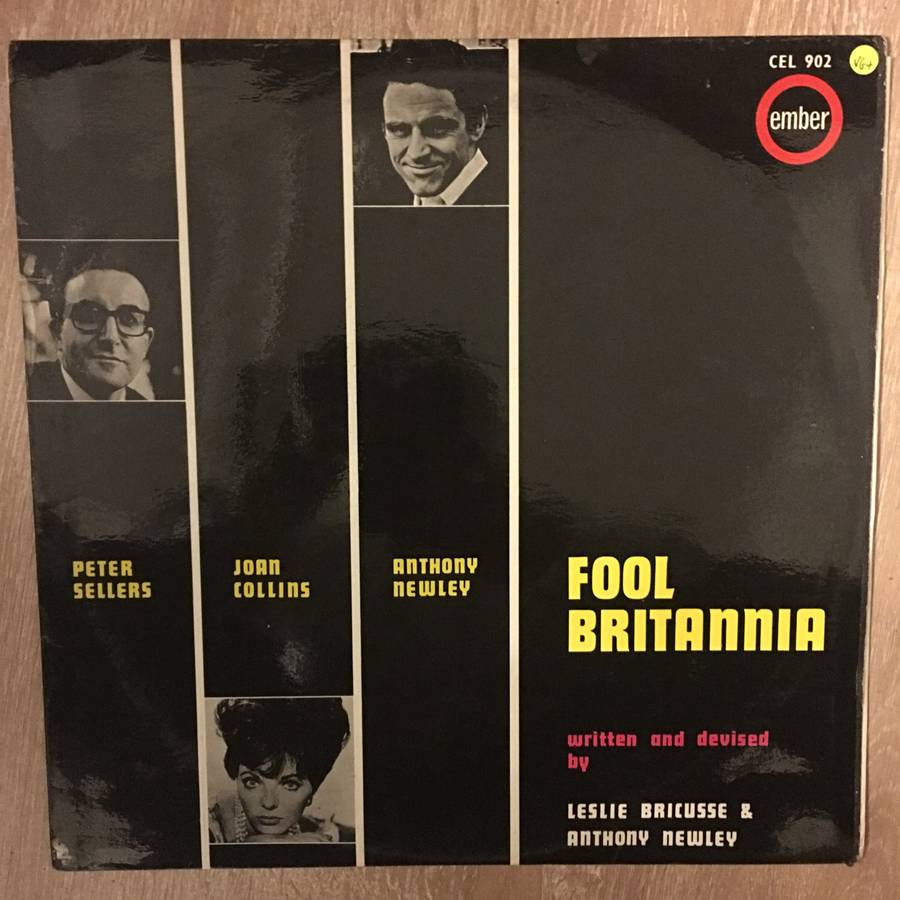 CEL 902
VG+
ember
PETER
SELLERS
JOAN
COLLINS
ANTHONY
NEWLEY
FOOL
BRITANNIA
written and devised
by
LESLIE BRICUSSE &
ANTHONY NEWLEY